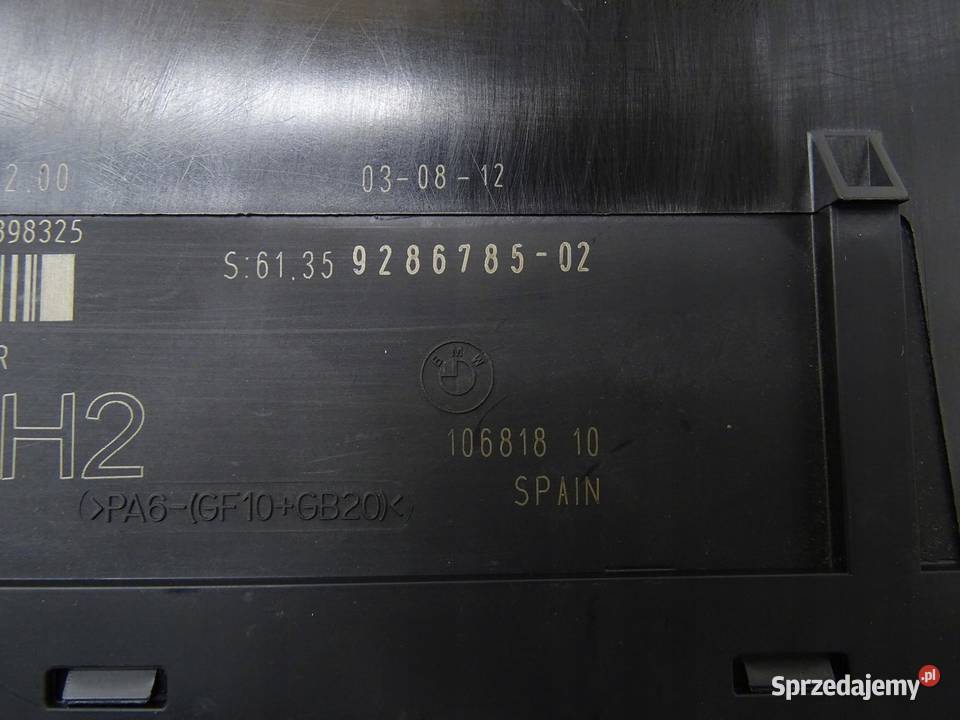 2.00
03-08-12
398325
S:61.35 9286785-02
R
BMW
H2
106818 10
SPAIN
(>PA6-(GF10+GB20)<)
Sprzedajemy.pl